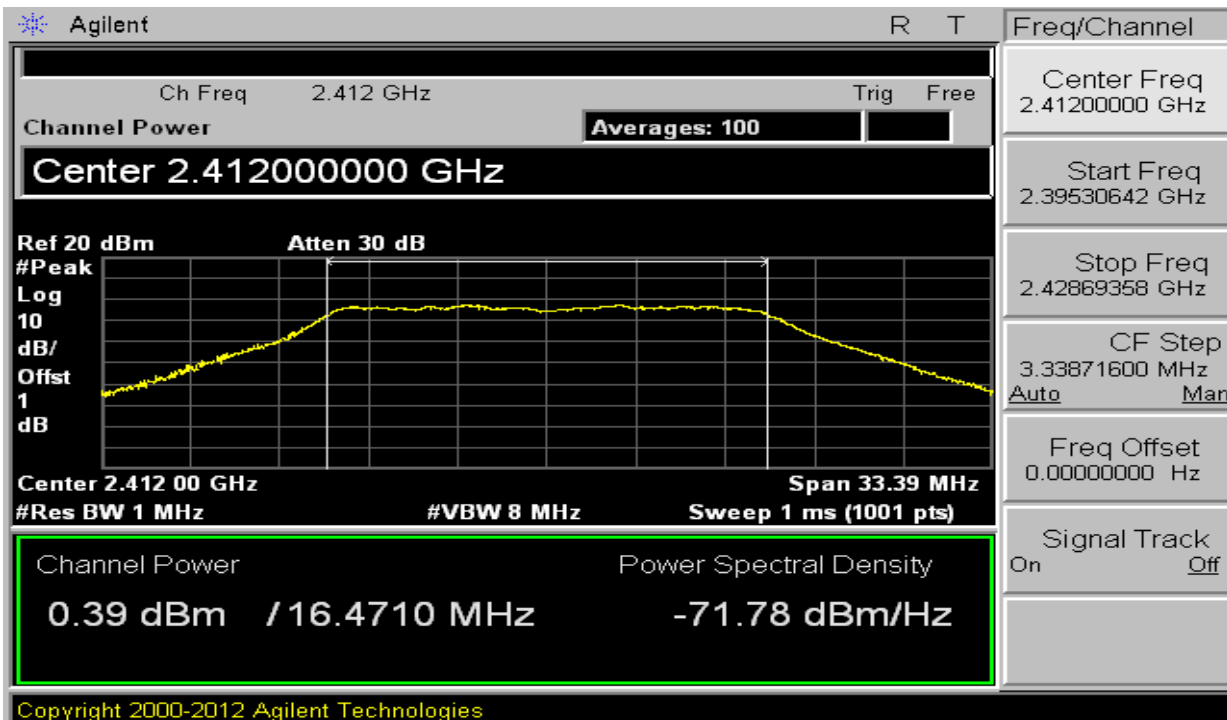 Agilent R T
Ch Freq 2.412 GHz Trig Free
Channel Power Averages: 100
Center 2.412000000 GHz
Ref 20 dBm Atten 30 dB
#Peak
Log
10
dB/
Offst
1
dB
Center 2.412 00 GHz Span 33.39 MHz
#Res BW 1 MHz #VBW 8 MHz Sweep 1 ms (1001 pts)
Channel Power Power Spectral Density
0.39 dBm / 16.4710 MHz -71.78 dBm/Hz
Copyright 2000-2012 Agilent Technologies
Freq/Channel
Center Freq
2.41200000 GHz
Start Freq
2.39530642 GHz
Stop Freq
2.42869358 GHz
CF Step
3.33871600 MHz
Auto Man
Freq Offset
0.00000000 Hz
Signal Track
On Off